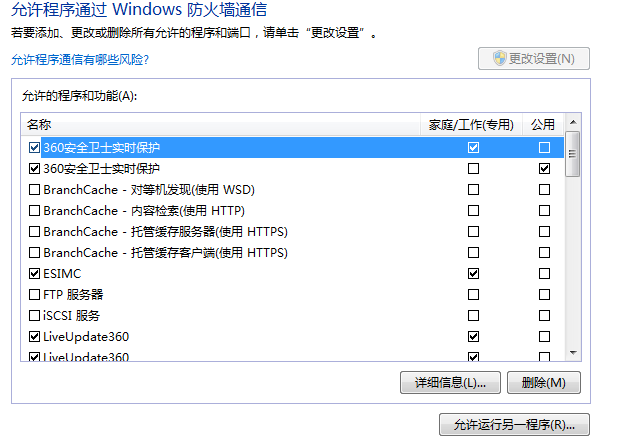 允许程序通过 Windows 防火墙通信
若要添加、更改或删除所有允许的程序和端口，请单击“更改设置”。
允许程序通信有哪些风险?
更改设置(N)
允许的程序和功能(A):
名称 家庭/工作(专用) 公用
360安全卫士实时保护
360安全卫士实时保护
BranchCache - 对等机发现(使用 WSD)
BranchCache - 内容检索(使用 HTTP)
BranchCache - 托管缓存服务器(使用 HTTPS)
BranchCache - 托管缓存客户端(使用 HTTPS)
ESIMC
FTP 服务器
iSCSI 服务
LiveUpdate360
LiveUpdate360
详细信息(L)... 删除(M)
允许运行另一程序(R)...